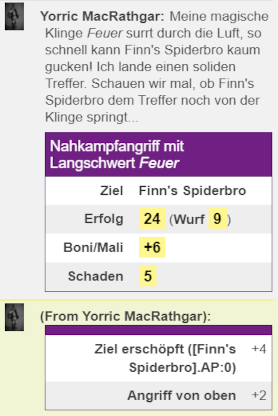 Yorric MacRathgar: Meine magische
Klinge Feuer surrt durch die Luft, so
schnell kann Finn's Spiderbro kaum
gucken! Ich lande einen soliden
Treffer. Schauen wir mal, ob Finn's
Spiderbro dem Treffer noch von der
Klinge springt...
Nahkampfangriff mit
Langschwert Feuer
Ziel Finn's Spiderbro
Erfolg 24 (Wurf 9 )
Boni/Mali +6
Schaden 5
(From Yorric MacRathgar):
Ziel erschöpft ([Finn's +4
Spiderbro].AP:0)
Angriff von oben +2